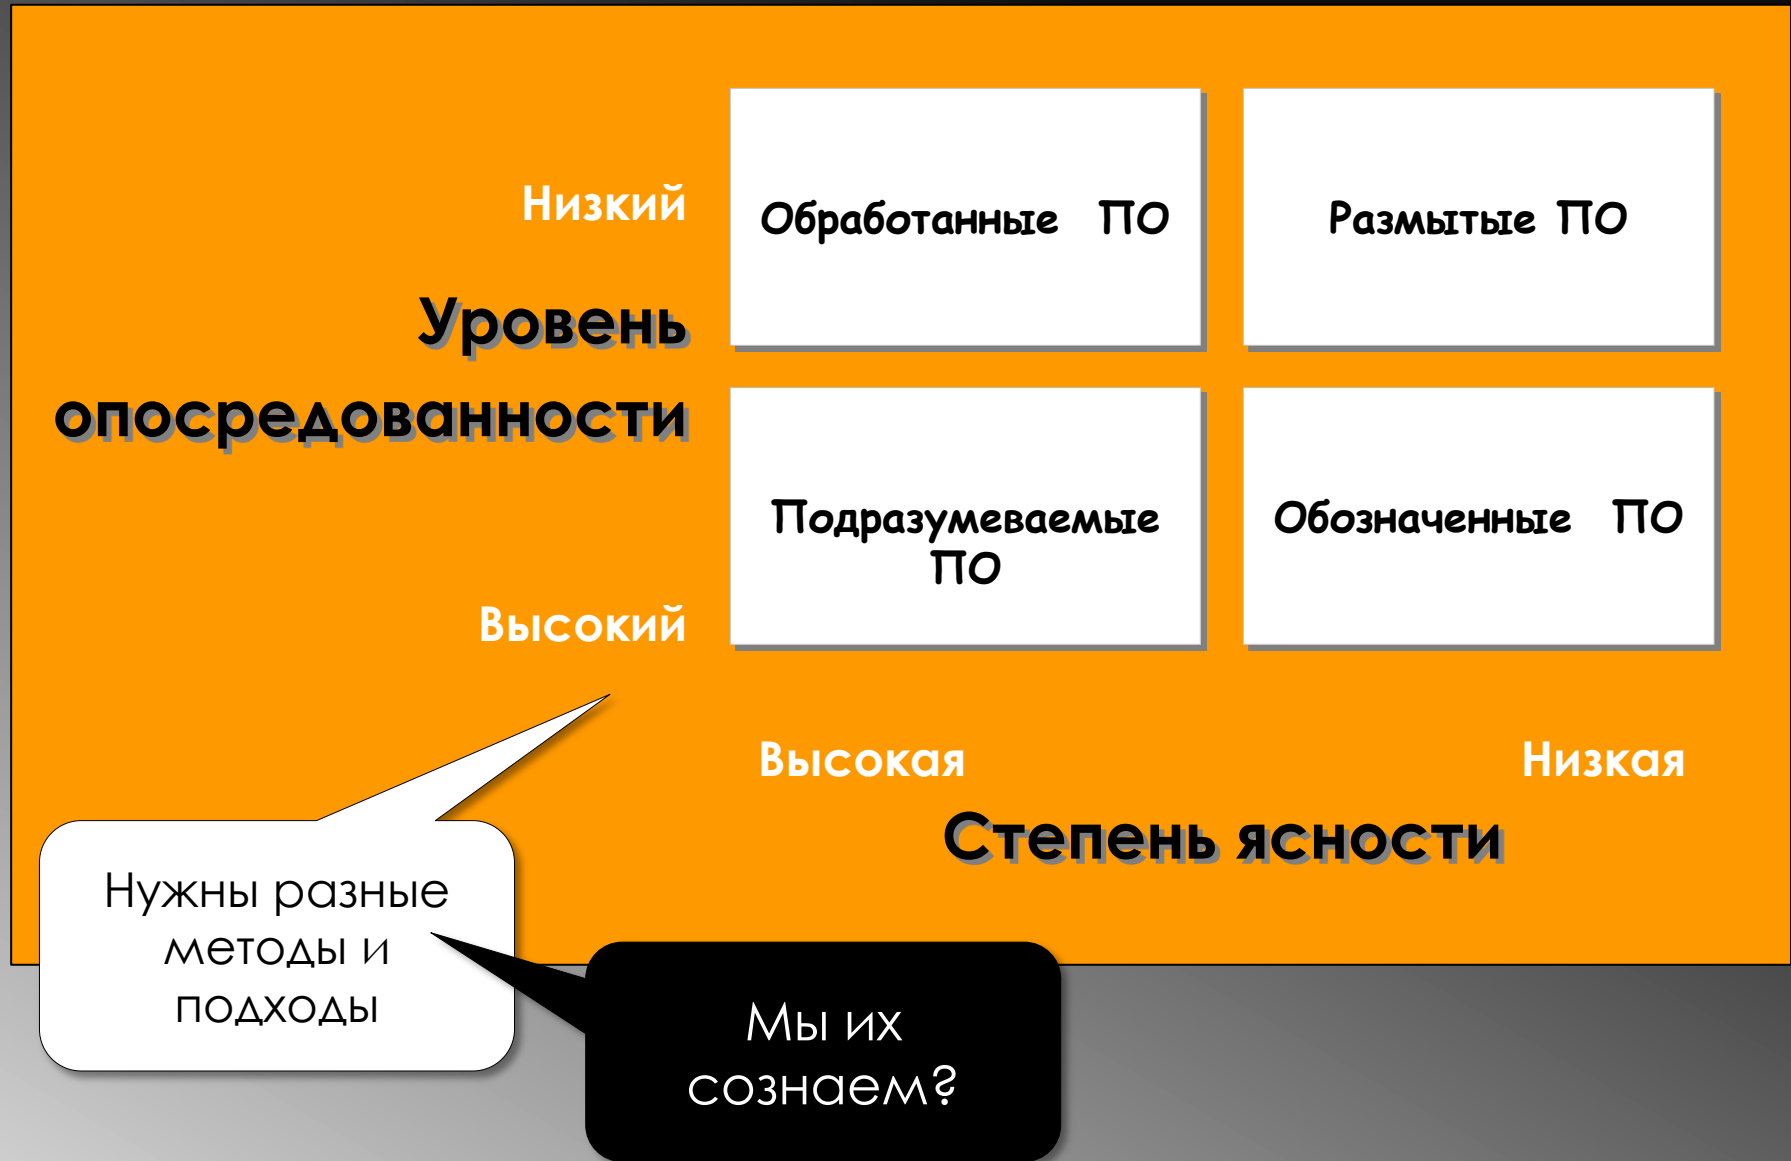 Низкий
Уровень
опосредованности
Высокий
Обработанные ПО
Размытые ПО
Подразумеваемые
ПО
Обозначенные ПО
Высокая
Низкая
Степень ясности
Нужны разные
методы и
подходы
Мы их
сознаем?